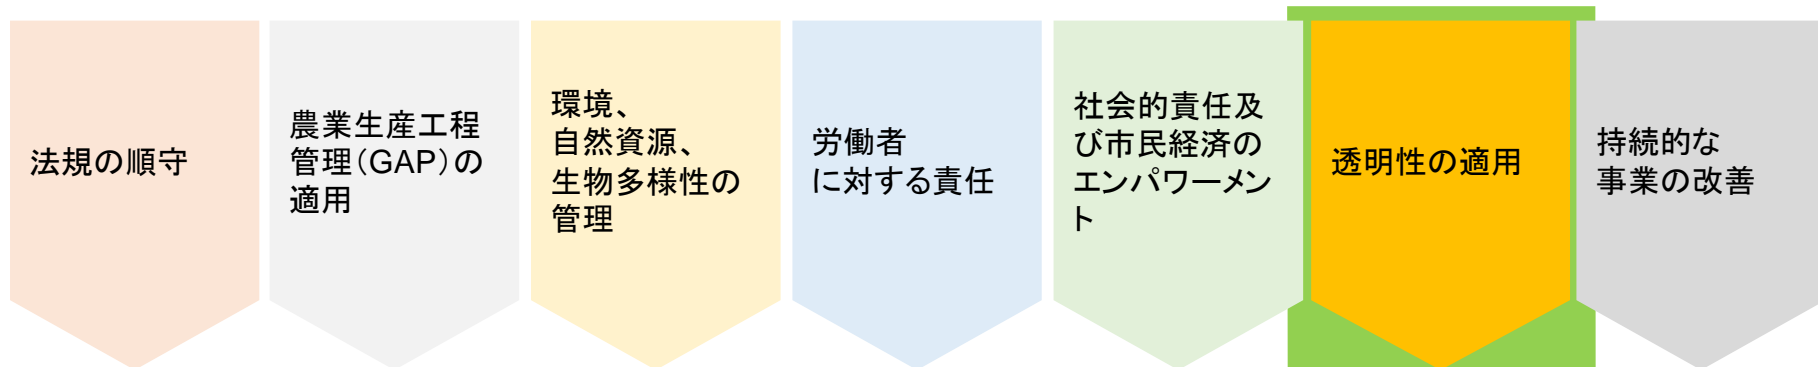 法規の順守
農業生産工程
管理(GAP)の
適用
環境、
自然資源、
生物多様性の
管理
労働者
に対する責任
社会的責任及
び市民経済の
エンパワーメン
ト
透明性の適用
持続的な
事業の改善